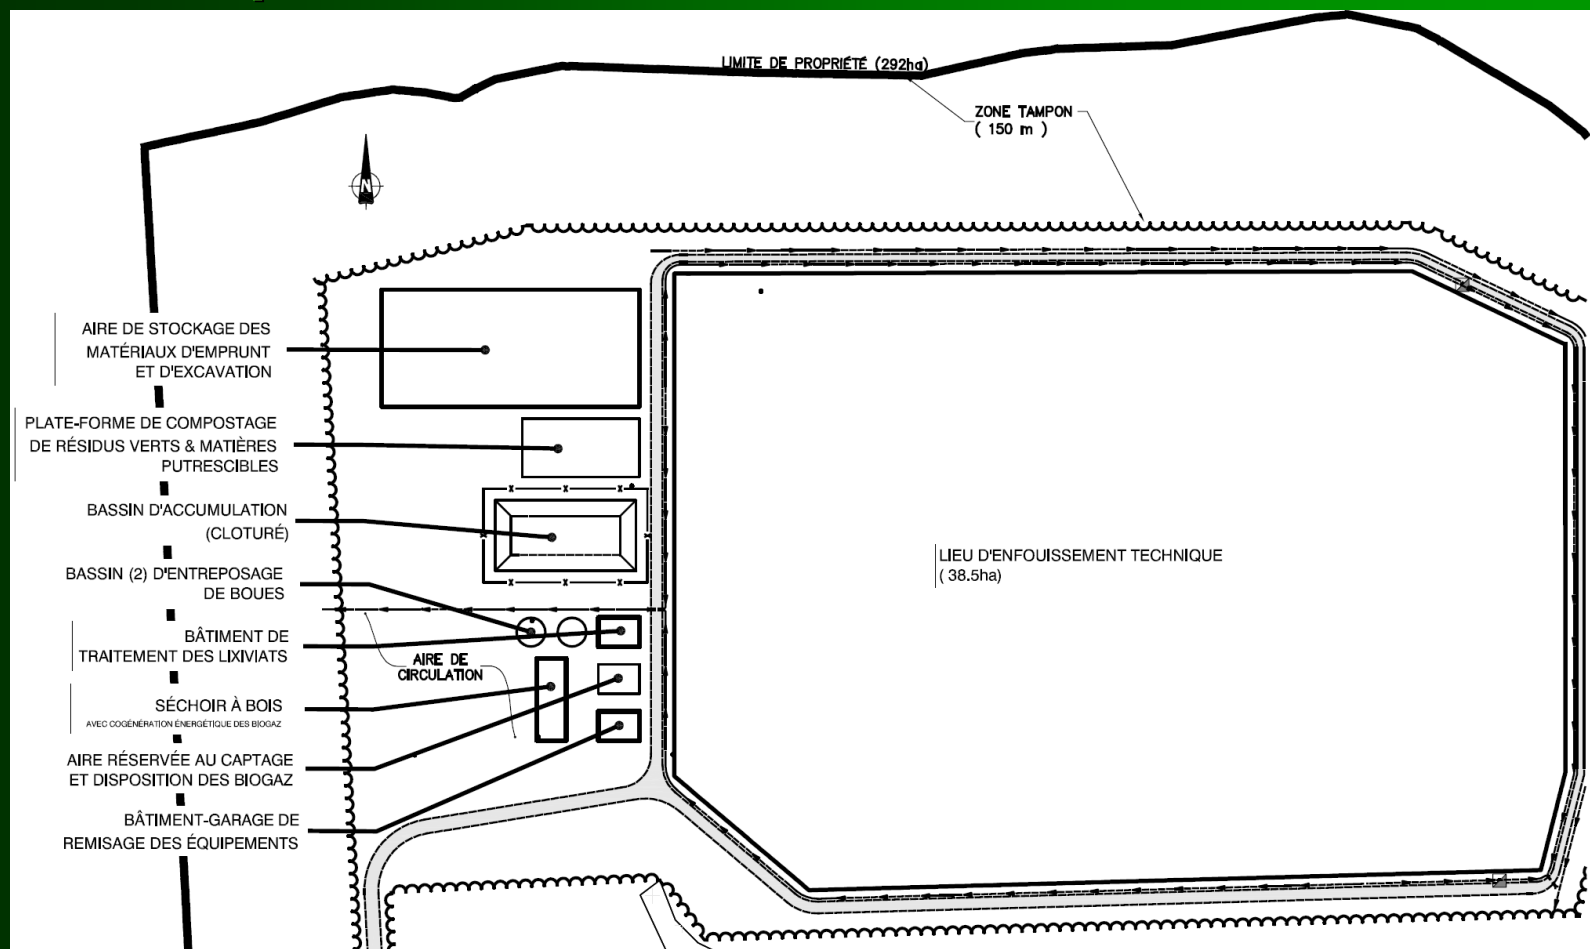 LIMITE DE PROPRIÉTÉ (292ha)
ZONE TAMPON
( 150 m )
N
AIRE DE STOCKAGE DES
MATÉRIAUX D'EMPRUNT
ET D'EXCAVATION
PLATE-FORME DE COMPOSTAGE
DE RÉSIDUS VERTS & MATIÈRES
PUTRESCIBLES
BASSIN D'ACCUMULATION
(CLOTURÉ)
LIEU D'ENFOUISSEMENT TECHNIQUE
( 38.5ha)
BASSIN (2) D'ENTREPOSAGE
DE BOUES
BÂTIMENT DE
TRAITEMENT DES LIXIVIATS
AIRE DE
CIRCULATION
SÉCHOIR À BOIS
AVEC COGÉNÉRATION ÉNERGÉTIQUE DES BIOGAZ
AIRE RÉSERVÉE AU CAPTAGE
ET DISPOSITION DES BIOGAZ
BÂTIMENT-GARAGE DE
REMISAGE DES ÉQUIPEMENTS